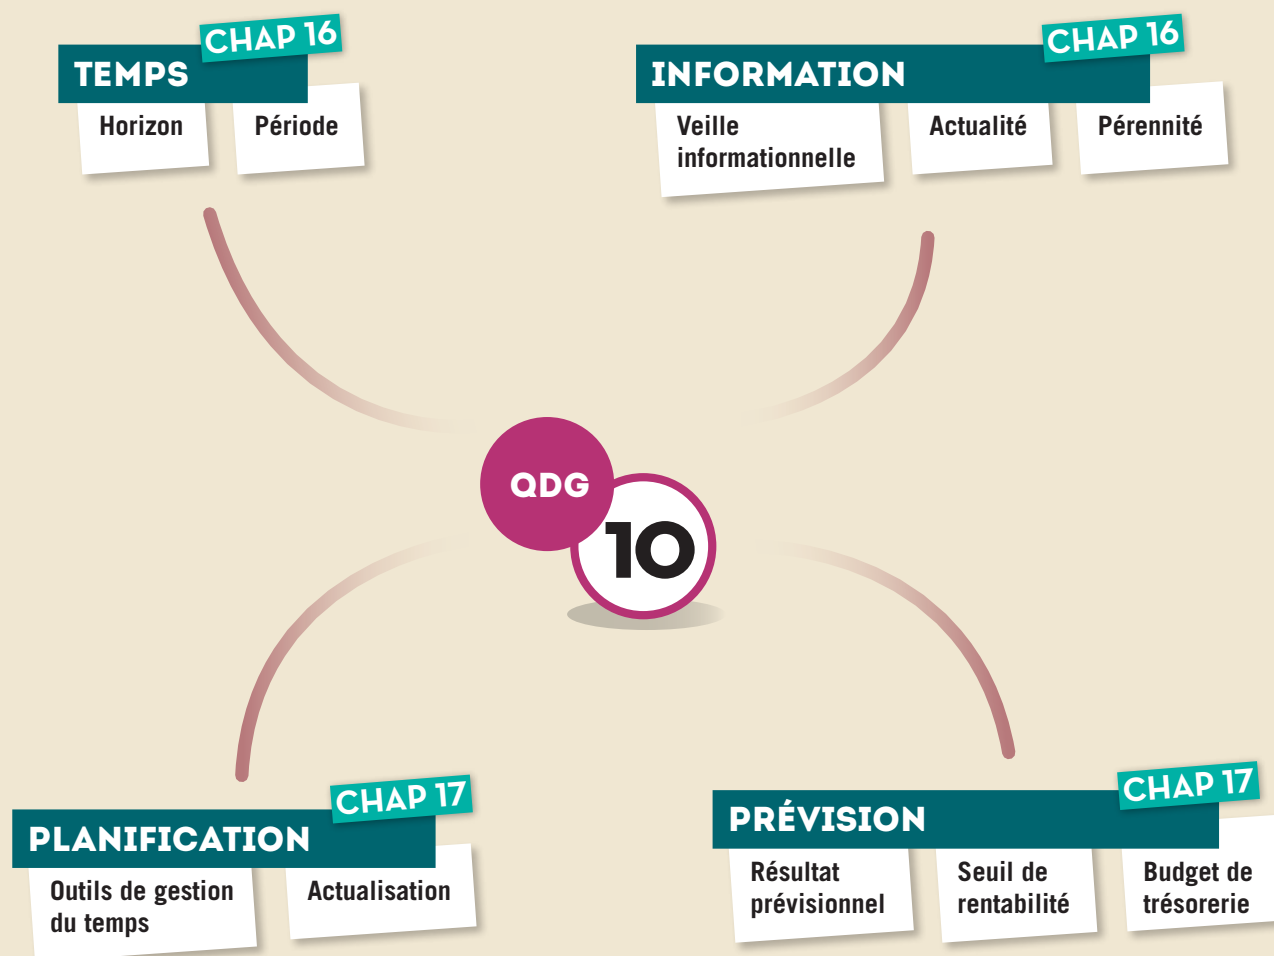 CHAP 16
TEMPS
Horizon
Période
CHAP 16
INFORMATION
Veille
informationnelle
Actualité
Pérennité
QDG
10
CHAP 17
PLANIFICATION
Outils de gestion
du temps
Actualisation
CHAP 17
PRÉVISION
Résultat
prévisionnel
Seuil de
rentabilité
Budget de
trésorerie